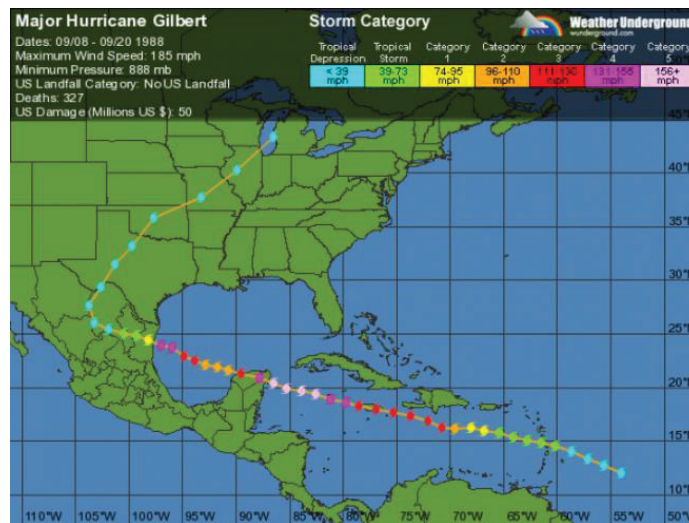 Major Hurricane Gilbert
Dates: 09/08 - 09/20 1988
Maximum Wind Speed: 185 mph
Minimum Pressure: 888 mb
US Landfall Category: No US Landfall
Deaths: 327
US Damage (Millions US $): 50
Storm Category
Weather Underground
wunderground.com
Tropical Depression
Tropical Storm
Category 1
Category 2
Category 3
Category 4
Category 5
< 39 mph
39-73 mph
74-95 mph
96-110 mph
111-130 mph
131-155 mph
156+ mph
50°N
45°N
40°N
35°N
30°N
25°N
20°N
15°N
10°N
110°W 105°W 100°W 95°W 90°W 85°W 80°W 75°W 70°W 65°W 60°W 55°W 50°W